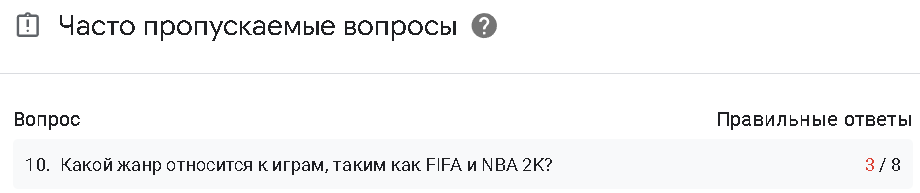 Часто пропускаемые вопросы
Вопрос Правильные ответы
10. Какой жанр относится к играм, таким как FIFA и NBA 2K? 3 / 8